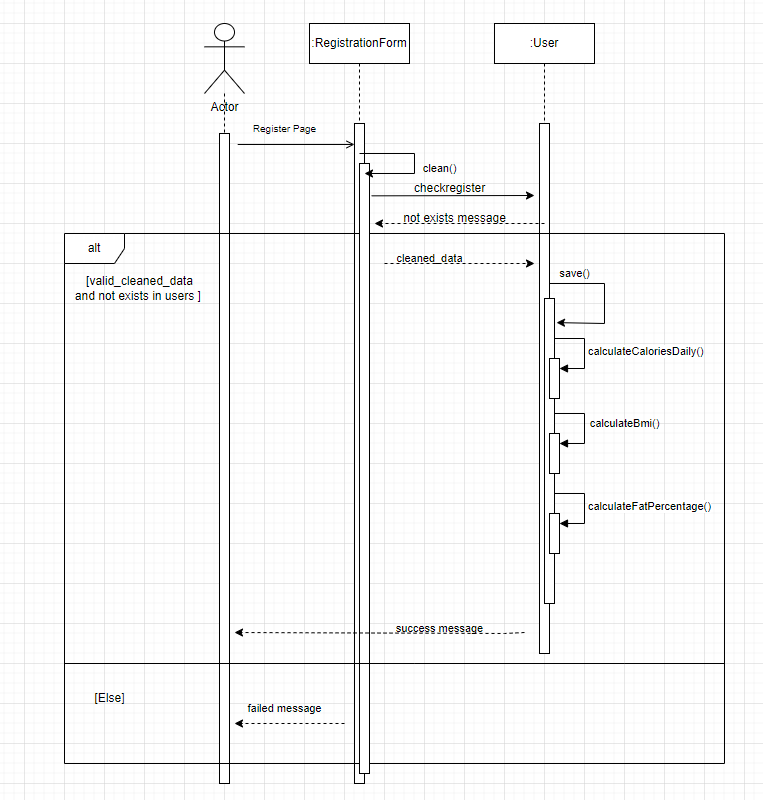 :RegistrationForm
:User
Actor
Register Page
clean()
checkregister
not exists message
alt
cleaned_data
[valid_cleaned_data
and not exists in users ]
save()
calculateCaloriesDaily()
calculateBmi()
calculateFatPercentage()
success message
[Else]
failed message